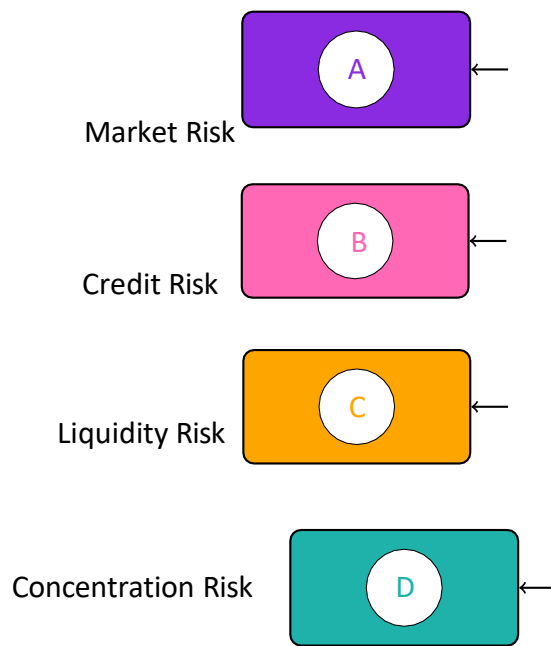 A
Market Risk
B
Credit Risk
C
Liquidity Risk
D
Concentration Risk